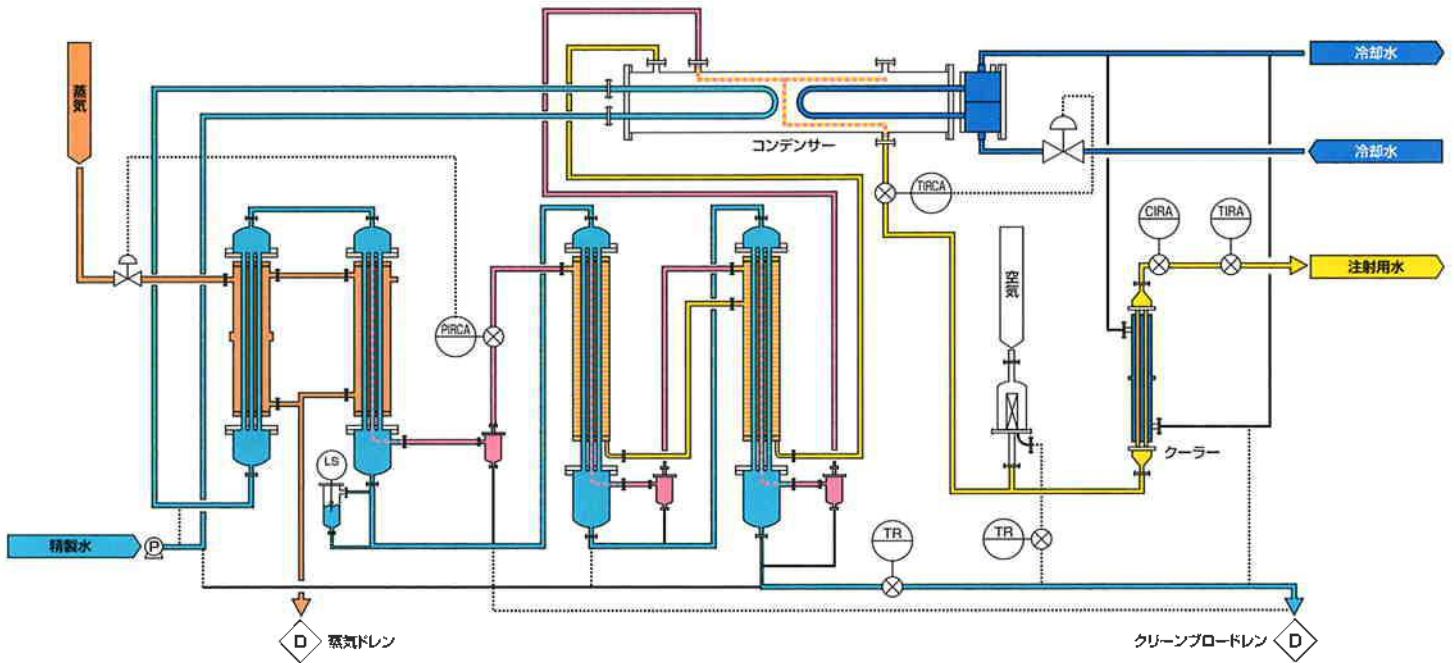 蒸気
冷却水
コンデンサー
冷却水
TIRCA
CIRA
TIRA
空気
注射用水
PIRCA
クーラー
LS
精製水
P
TR
TR
D
蒸気ドレン
クリーンブロードレン
D